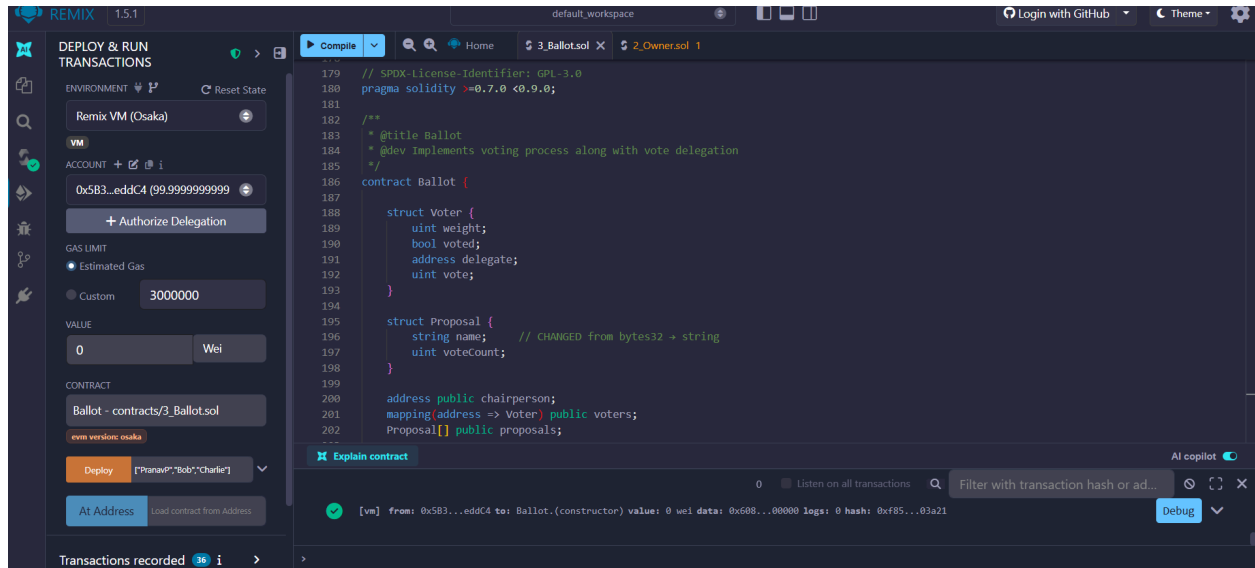 REMIX 1.5.1 default_workspace Login with GitHub Theme
DEPLOY & RUN
TRANSACTIONS
ENVIRONMENT
Reset State
Remix VM (Osaka)
VM
ACCOUNT
0x5B3...eddC4 (99.9999999999
Authorize Delegation
GAS LIMIT
Estimated Gas
Custom 3000000
VALUE
0 Wei
CONTRACT
Ballot - contracts/3_Ballot.sol
evm version: osaka
Deploy ["PranavP","Bob","Charlie"]
At Address Load contract from Address
Transactions recorded 36 i
Compile Home 3_Ballot.sol 2_Owner.sol 1
179 // SPDX-License-Identifier: GPL-3.0
180 pragma solidity >=0.7.0 <0.9.0;
181
182 /**
183 * @title Ballot
184 * @dev Implements voting process along with vote delegation
185 */
186 contract Ballot {
187
188 struct Voter {
189 uint weight;
190 bool voted;
191 address delegate;
192 uint vote;
193 }
194
195 struct Proposal {
196 string name; // CHANGED from bytes32 → string
197 uint voteCount;
198 }
199
200 address public chairperson;
201 mapping(address => Voter) public voters;
202 Proposal[] public proposals;
Explain contract AI copilot
0 Listen on all transactions Filter with transaction hash or ad...
[vm] from: 0x5B3...eddC4 to: Ballot.(constructor) value: 0 wei data: 0x608...00000 logs: 0 hash: 0xf85...03a21 Debug
>